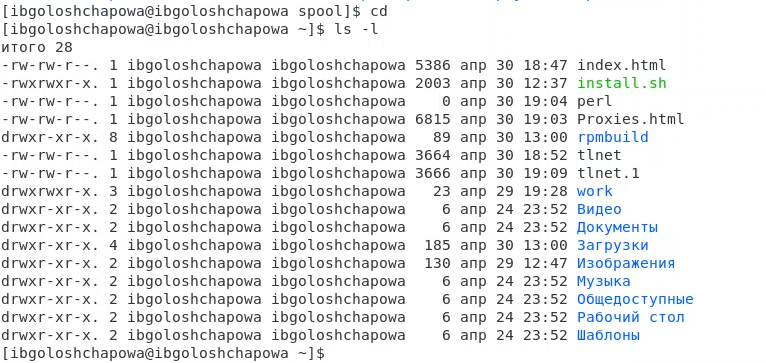 [ibgoloshchapowa@ibgoloshchapowa spool]$ cd
[ibgoloshchapowa@ibgoloshchapowa ~]$ ls -l
итого 28
-rw-rw-r--. 1 ibgoloshchapowa ibgoloshchapowa 5386 апр 30 18:47 index.html
-rwxrwxr-x. 1 ibgoloshchapowa ibgoloshchapowa 2003 апр 30 12:37 install.sh
-rw-rw-r--. 1 ibgoloshchapowa ibgoloshchapowa    0 апр 30 19:04 perl
-rw-rw-r--. 1 ibgoloshchapowa ibgoloshchapowa 6815 апр 30 19:03 Proxies.html
drwxr-xr-x. 8 ibgoloshchapowa ibgoloshchapowa   89 апр 30 13:00 rpmbuild
-rw-rw-r--. 1 ibgoloshchapowa ibgoloshchapowa 3664 апр 30 18:52 tlnet
-rw-rw-r--. 1 ibgoloshchapowa ibgoloshchapowa 3666 апр 30 19:09 tlnet.1
drwxrwxr-x. 3 ibgoloshchapowa ibgoloshchapowa   23 апр 29 19:28 work
drwxr-xr-x. 2 ibgoloshchapowa ibgoloshchapowa    6 апр 24 23:52 Видео
drwxr-xr-x. 2 ibgoloshchapowa ibgoloshchapowa    6 апр 24 23:52 Документы
drwxr-xr-x. 4 ibgoloshchapowa ibgoloshchapowa  185 апр 30 13:00 Загрузки
drwxr-xr-x. 2 ibgoloshchapowa ibgoloshchapowa  130 апр 29 12:47 Изображения
drwxr-xr-x. 2 ibgoloshchapowa ibgoloshchapowa    6 апр 24 23:52 Музыка
drwxr-xr-x. 2 ibgoloshchapowa ibgoloshchapowa    6 апр 24 23:52 Общедоступные
drwxr-xr-x. 2 ibgoloshchapowa ibgoloshchapowa    6 апр 24 23:52 Рабочий стол
drwxr-xr-x. 2 ibgoloshchapowa ibgoloshchapowa    6 апр 24 23:52 Шаблоны
[ibgoloshchapowa@ibgoloshchapowa ~]$